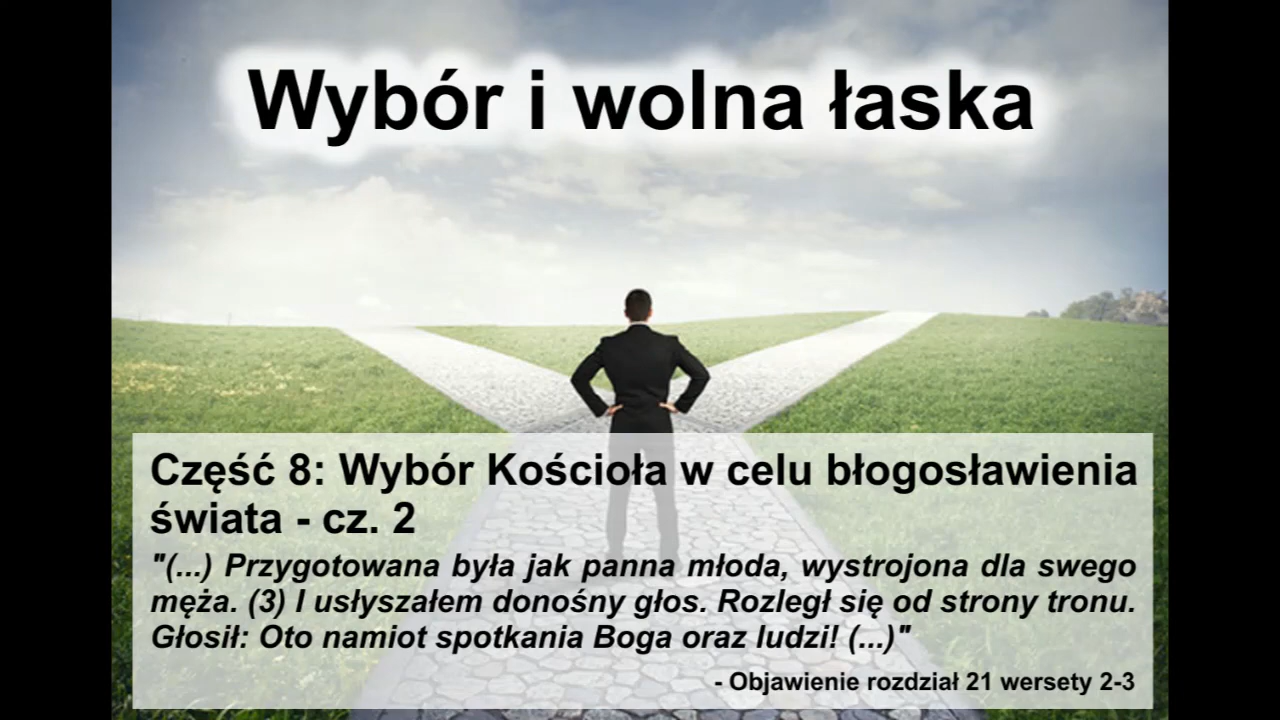 Wybór i wolna łaska
Część 8: Wybór Kościoła w celu błogosławienia
świata - cz. 2
"(...) Przygotowana była jak panna młoda, wystrojona dla swego
męża. (3) I usłyszałem donośny głos. Rozległ się od strony tronu.
Głosił: Oto namiot spotkania Boga oraz ludzi! (...)"
- Objawienie rozdział 21 wersety 2-3